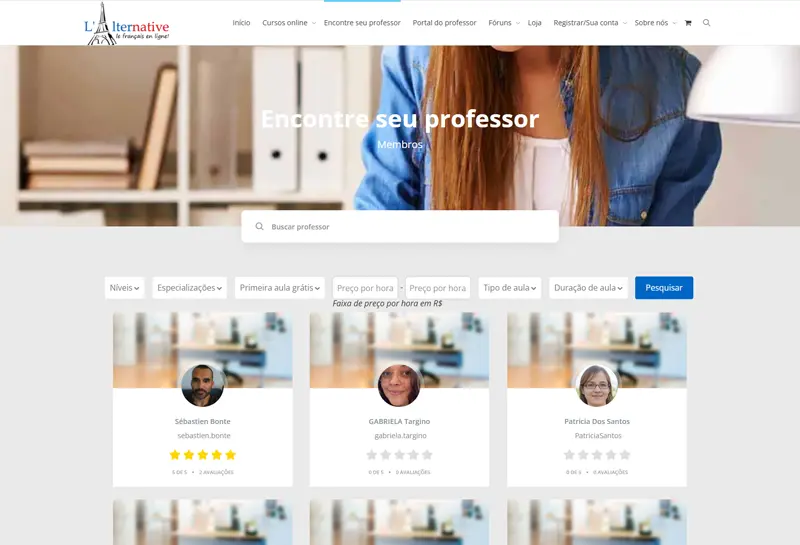 L'Alternative
le français en ligne!
Início
Cursos online
Encontre seu professor
Portal do professor
Fóruns
Loja
Registrar/Sua conta
Sobre nós
Encontre seu professor
Membros
Buscar professor
Níveis
Especializações
Primeira aula grátis
Preço por hora
-
Preço por hora
Tipo de aula
Duração de aula
Pesquisar
Faixa de preço por hora em R$
Sébastien Bonte
sebastien.bonte
5 DE 5 • 2 AVALIAÇÕES
GABRIELA Targino
gabriela.targino
0 DE 5 • 0 AVALIAÇÕES
Patricia Dos Santos
PatriciaSantos
0 DE 5 • 0 AVALIAÇÕES